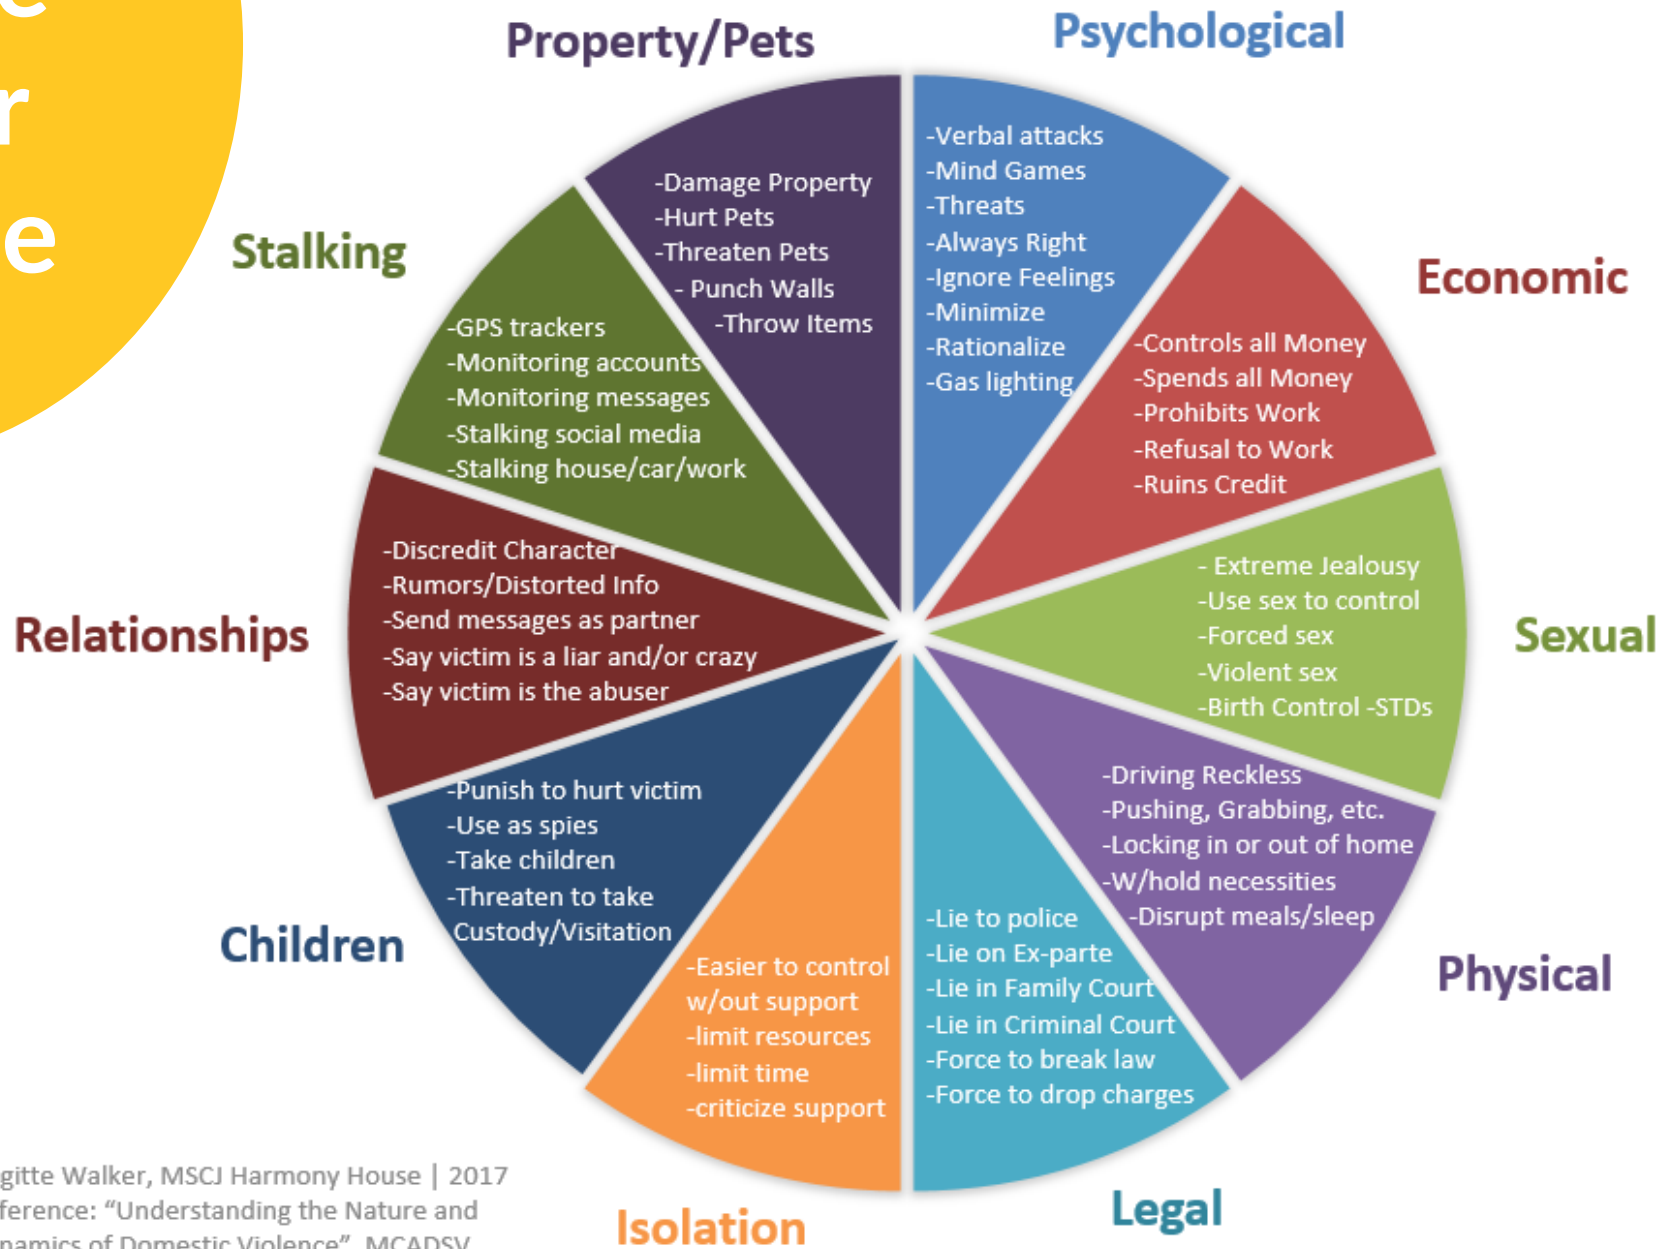 e
r
e
Property/Pets
-Damage Property
-Hurt Pets
-Threaten Pets
- Punch Walls
-Throw Items
Psychological
-Verbal attacks
-Mind Games
-Threats
-Always Right
-Ignore Feelings
-Minimize
-Rationalize
-Gas lighting
Economic
-Controls all Money
-Spends all Money
-Prohibits Work
-Refusal to Work
-Ruins Credit
Sexual
- Extreme Jealousy
-Use sex to control
-Forced sex
-Violent sex
-Birth Control -STDs
Physical
-Driving Reckless
-Pushing, Grabbing, etc.
-Locking in or out of home
-W/hold necessities
-Disrupt meals/sleep
Legal
-Lie to police
-Lie on Ex-parte
-Lie in Family Court
-Lie in Criminal Court
-Force to break law
-Force to drop charges
Isolation
-Easier to control
w/out support
-limit resources
-limit time
-criticize support
Children
-Punish to hurt victim
-Use as spies
-Take children
-Threaten to take
Custody/Visitation
Relationships
-Discredit Character
-Rumors/Distorted Info
-Send messages as partner
-Say victim is a liar and/or crazy
-Say victim is the abuser
Stalking
-GPS trackers
-Monitoring accounts
-Monitoring messages
-Stalking social media
-Stalking house/car/work
gitte Walker, MSCJ Harmony House | 2017
ference: “Understanding the Nature and
namics of Domestic Violence”, MCADSV